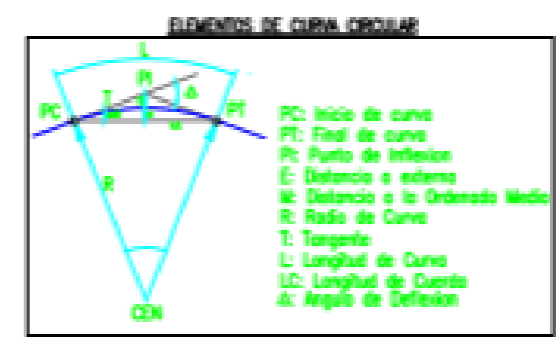 ELEMENTOS DE CURVA CIRCULAR
L
PI
T
Δ
PC
PT
R
CEN
PC: Inicio de curva
PT: Final de curva
PI: Punto de Inflexion
E: Distancia a externa
M: Distancia a la Ordenada Media
R: Radio de Curva
T: Tangente
L: Longitud de Curva
LC: Longitud de Cuerda
Δ: Angulo de Deflexion